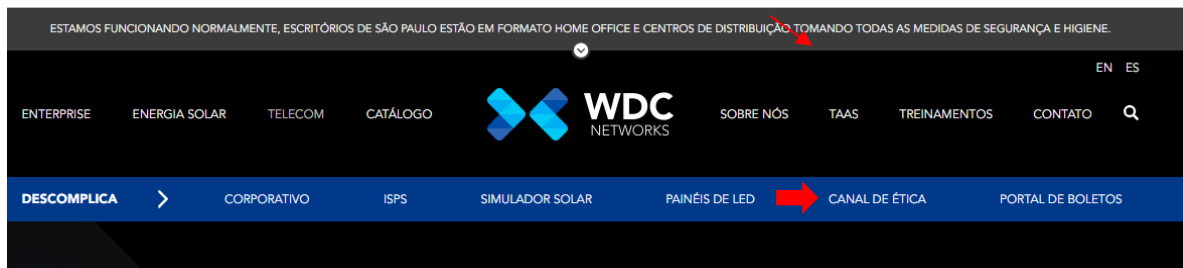 ESTAMOS FUNCIONANDO NORMALMENTE, ESCRITÓRIOS DE SÃO PAULO ESTÃO EM FORMATO HOME OFFICE E CENTROS DE DISTRIBUIÇÃO TOMANDO TODAS AS MEDIDAS DE SEGURANÇA E HIGIENE.
EN ES
ENTERPRISE ENERGIA SOLAR TELECOM CATÁLOGO WDC NETWORKS SOBRE NÓS TAAS TREINAMENTOS CONTATO
DESCOMPLICA CORPORATIVO ISPS SIMULADOR SOLAR PAINÉIS DE LED CANAL DE ÉTICA PORTAL DE BOLETOS